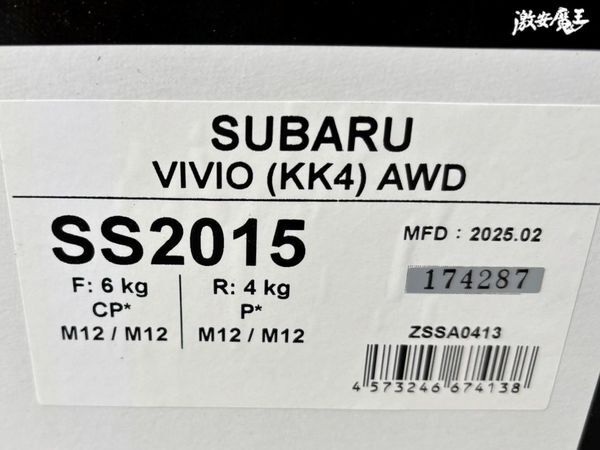 激安魔王
SUBARU
VIVIO (KK4) AWD
SS2015
MFD : 2025.02
F: 6 kg
CP*
M12 / M12
R: 4 kg
P*
M12 / M12
174287
ZSSA0413
4 573246 674138